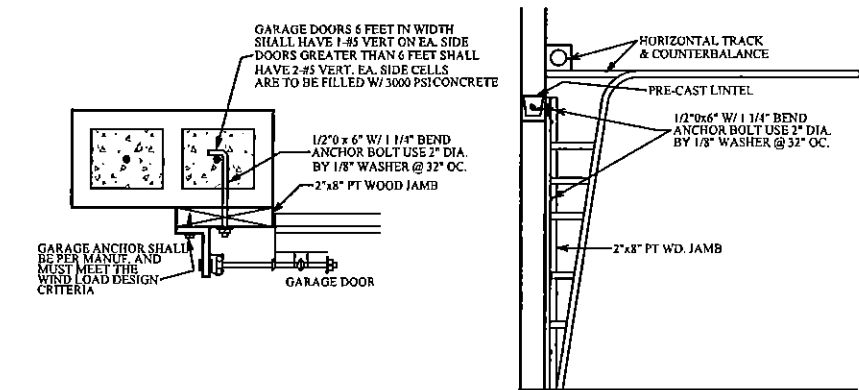 GARAGE DOORS 6 FEET IN WIDTH
SHALL HAVE 1-#5 VERT ON EA. SIDE
DOORS GREATER THAN 6 FEET SHALL
HAVE 2-#5 VERT. EA. SIDE CELLS
ARE TO BE FILLED W/ 3000 PSI CONCRETE
1/2"0 x 6" W/ 1 1/4" BEND
ANCHOR BOLT USE 2" DIA.
BY 1/8" WASHER @ 32" OC.
2"x8" PT WOOD JAMB
GARAGE ANCHOR SHALL
BE PER MANUF. AND
MUST MEET THE
WIND LOAD DESIGN
CRITERIA
GARAGE DOOR
HORIZONTAL TRACK
& COUNTERBALANCE
PRE-CAST LINTEL
1/2"0x6" W/ 1 1/4" BEND
ANCHOR BOLT USE 2" DIA.
BY 1/8" WASHER @ 32" OC.
2"x8" PT WD. JAMB